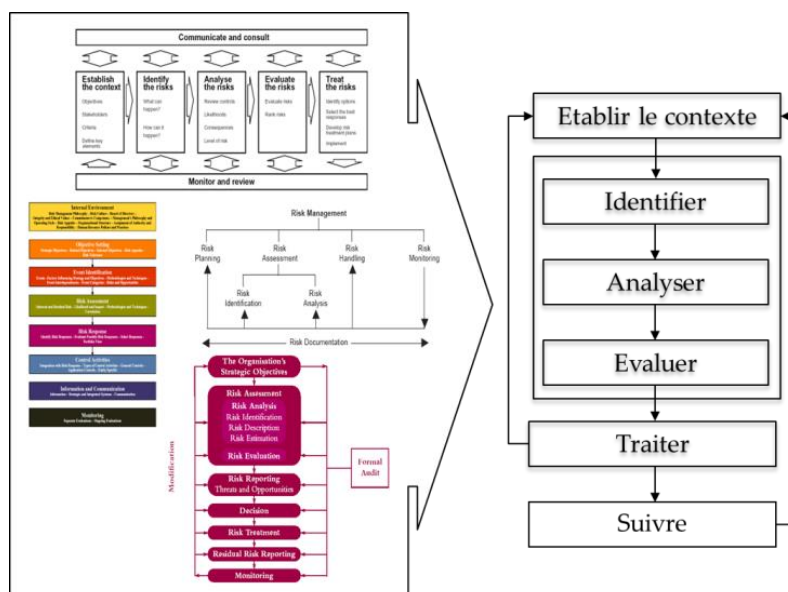 Communicate and consult
Establish
the context
Objectives
Stakeholders
Criteria
Define key
elements
Identify
the risks
What can
happen?
How can it
happen?
Analyse
the risks
Review controls
Likelihoods
Consequences
Level of risk
Evaluate
the risks
Evaluate risks
Rank risks
Treat
the risks
Identify options
Select the best
responses
Develop risk
treatment plans
Implement
Monitor and review
Internal Environment
Objective Setting
Event Identification
Risk Assessment
Risk Response
Control Activities
Information and Communication
Monitoring
Risk Management
Risk
Planning
Risk
Assessment
Risk
Handling
Risk
Monitoring
Risk
Identification
Risk
Analysis
Risk Documentation
The Organisation's
Strategic Objectives
Risk Assessment
Risk Analysis
Risk Identification
Risk Description
Risk Estimation
Risk Evaluation
Risk Reporting
Threats and Opportunities
Decision
Risk Treatment
Residual Risk Reporting
Monitoring
Modification
Formal
Audit
Etablir le contexte
Identifier
Analyser
Evaluer
Traiter
Suivre